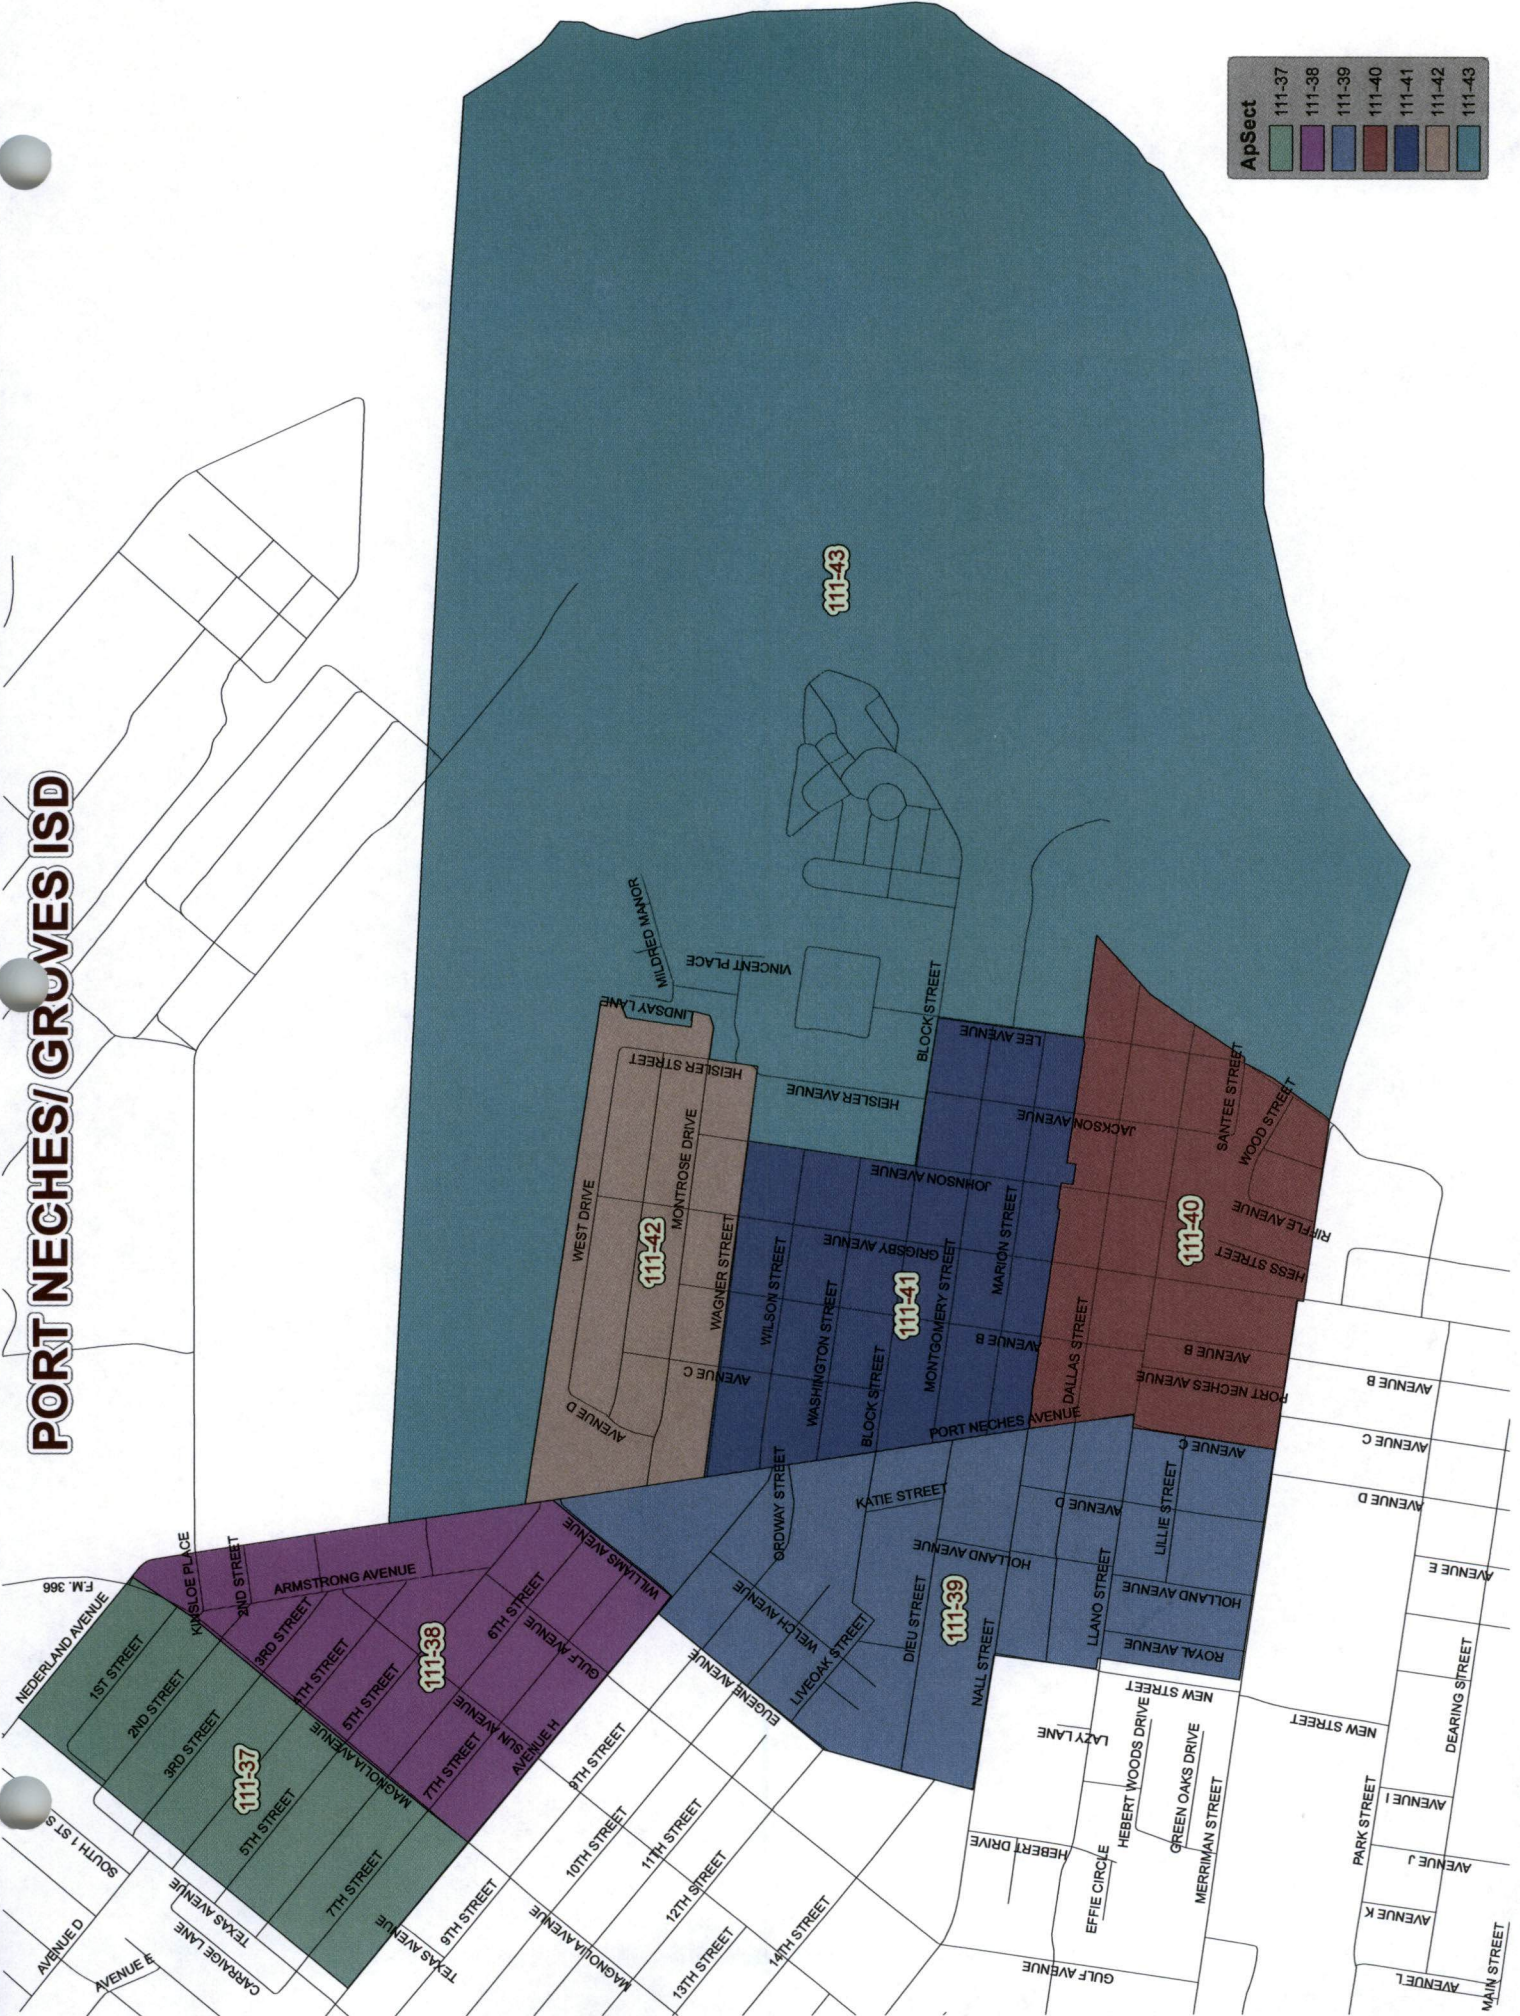 PORT NECHES/ GROVES ISD
ApSect
111-37
111-38
111-39
111-40
111-41
111-42
111-43
111-43
MILDRED MANOR
VINCENT PLACE
LINDSAY LANE
BLOCK STREET
LEE AVENUE
HEISLER STREET
HEISLER AVENUE
JACKSON AVENUE
SANTEE STREET
WOOD STREET
WEST DRIVE
MONTROSE DRIVE
111-42
WAGNER STREET
JOHNSON AVENUE
GRIGSBY AVENUE
MARION STREET
111-40
RIFFLE AVENUE
HESS STREET
WILSON STREET
WASHINGTON STREET
111-41
MONTGOMERY STREET
BLOCK STREET
AVENUE B
AVENUE C
AVENUE D
DALLAS STREET
AVENUE B
PORT NECHES AVENUE
PORT NECHES AVENUE
AVENUE B
AVENUE C
AVENUE C
AVENUE D
AVENUE E
F.M. 366
NEDERLAND AVENUE
KINSLOE PLACE
2ND STREET
ARMSTRONG AVENUE
3RD STREET
4TH STREET
5TH STREET
6TH STREET
7TH STREET
111-38
WILLIAMS AVENUE
GULF AVENUE
SUN AVENUE
AVENUE H
MAGNOLIA AVENUE
1ST STREET
2ND STREET
3RD STREET
111-37
5TH STREET
7TH STREET
TEXAS AVENUE
TEXAS AVENUE
SOUTH 1 ST S
AVENUE D
AVENUE E
CARRAIGE LANE
ORDWAY STREET
KATIE STREET
AVENUE D
LILLIE STREET
HOLLAND AVENUE
HOLLAND AVENUE
WELCH AVENUE
LIVEOAK STREET
DIEU STREET
111-39
NALL STREET
LLANO STREET
ROYAL AVENUE
EUGENE AVENUE
NEW STREET
NEW STREET
LAZY LANE
HEBERT WOODS DRIVE
GREEN OAKS DRIVE
MERRIMAN STREET
HEBERT DRIVE
EFFIE CIRCLE
GULF AVENUE
9TH STREET
9TH STREET
10TH STREET
11TH STREET
12TH STREET
13TH STREET
14TH STREET
MAGNOLIA AVENUE
DEARING STREET
PARK STREET
AVENUE I
AVENUE J
AVENUE K
AVENUE L
MAIN STREET